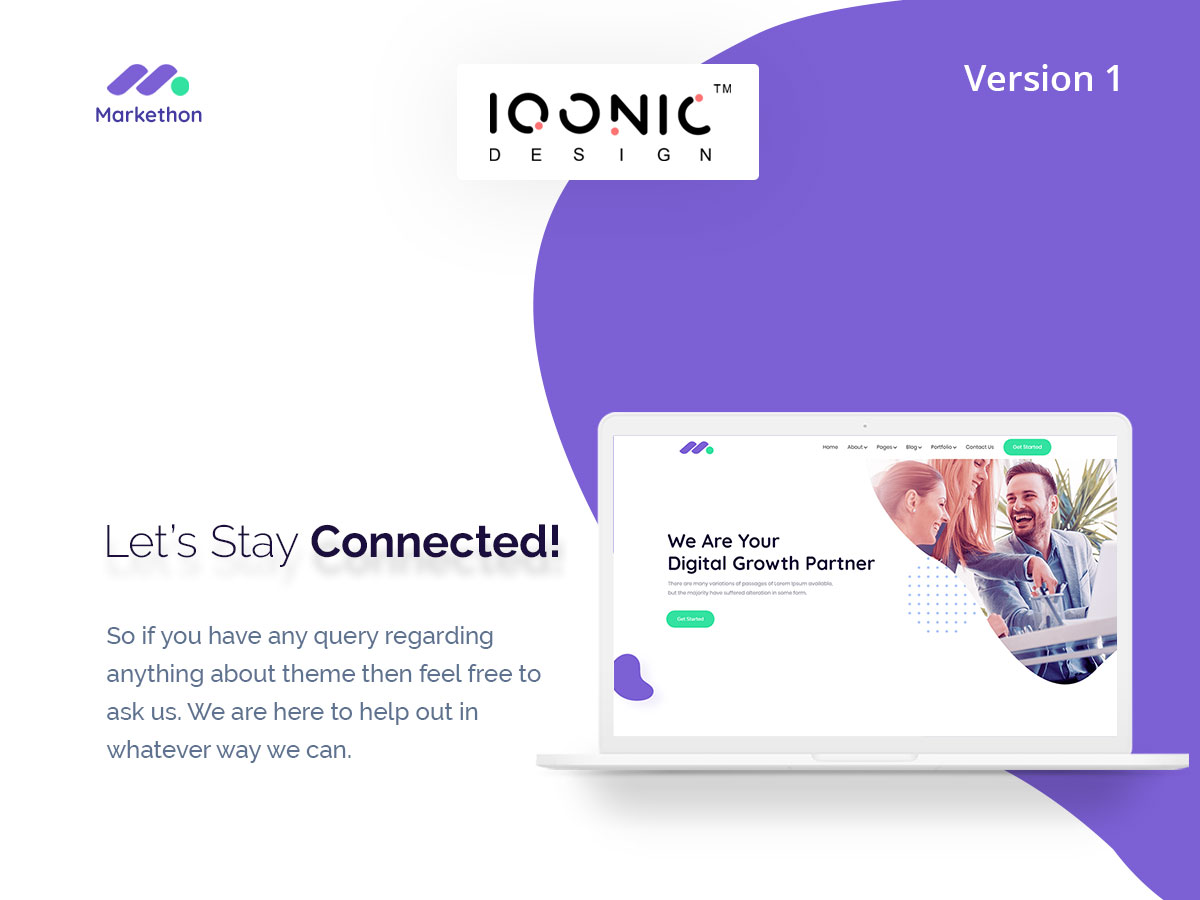 Markethon
IQONIC TM
DESIGN
Version 1
Home About Pages Blog Portfolio Contact Us Get Started
We Are Your
Digital Growth Partner
There are many variations of passages of Lorem Ipsum available,
but the majority have suffered alteration in some form.
Get Started
Let's Stay Connected!
So if you have any query regarding
anything about theme then feel free to
ask us. We are here to help out in
whatever way we can.